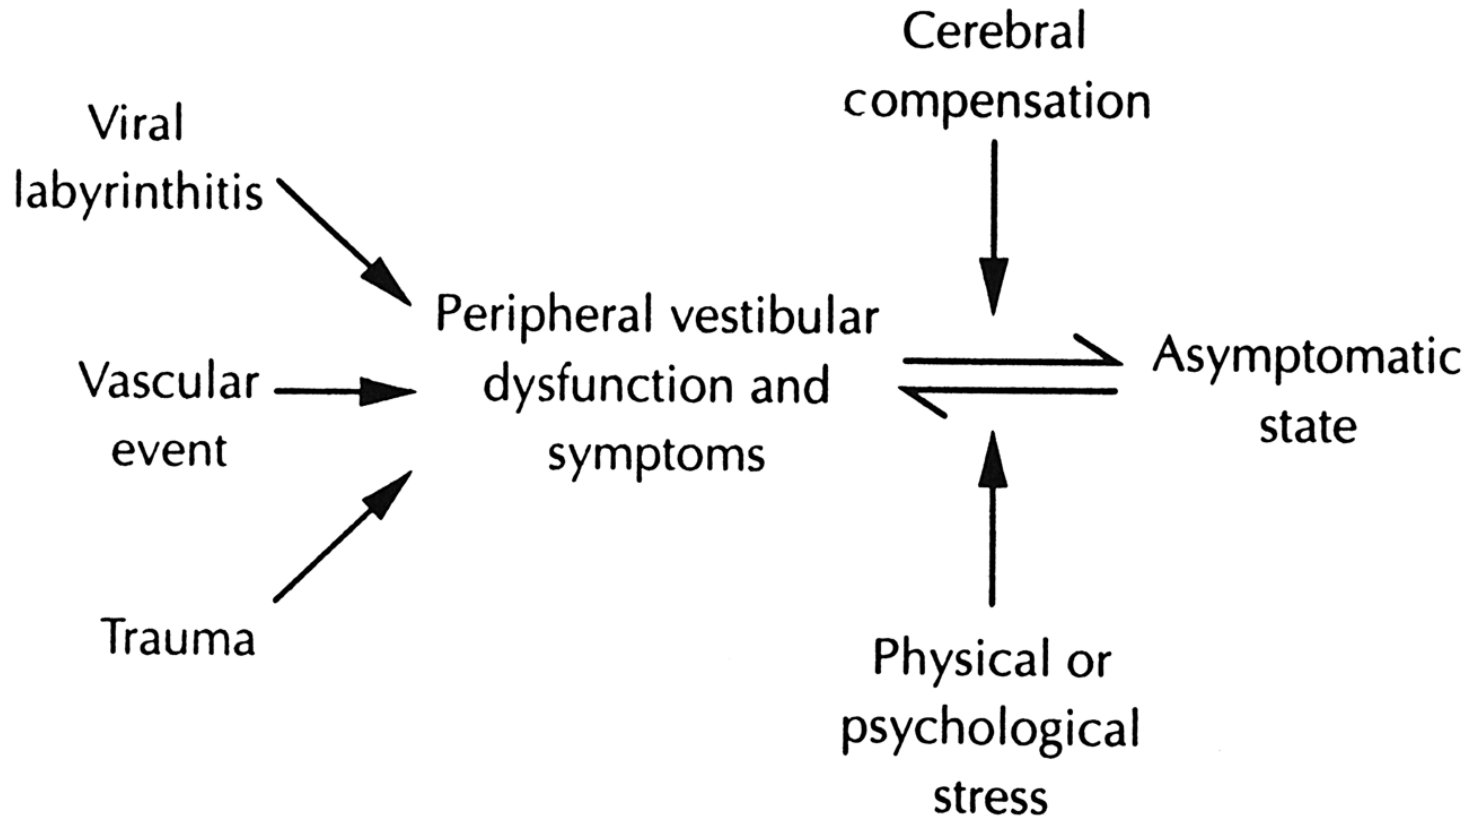 Cerebral
compensation
Viral
labyrinthitis
Peripheral vestibular
dysfunction and
symptoms
Vascular
event
Trauma
Asymptomatic
state
Physical or
psychological
stress